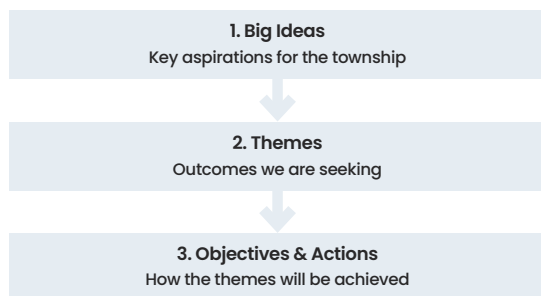 1. Big Ideas
Key aspirations for the township
2. Themes
Outcomes we are seeking
3. Objectives & Actions
How the themes will be achieved